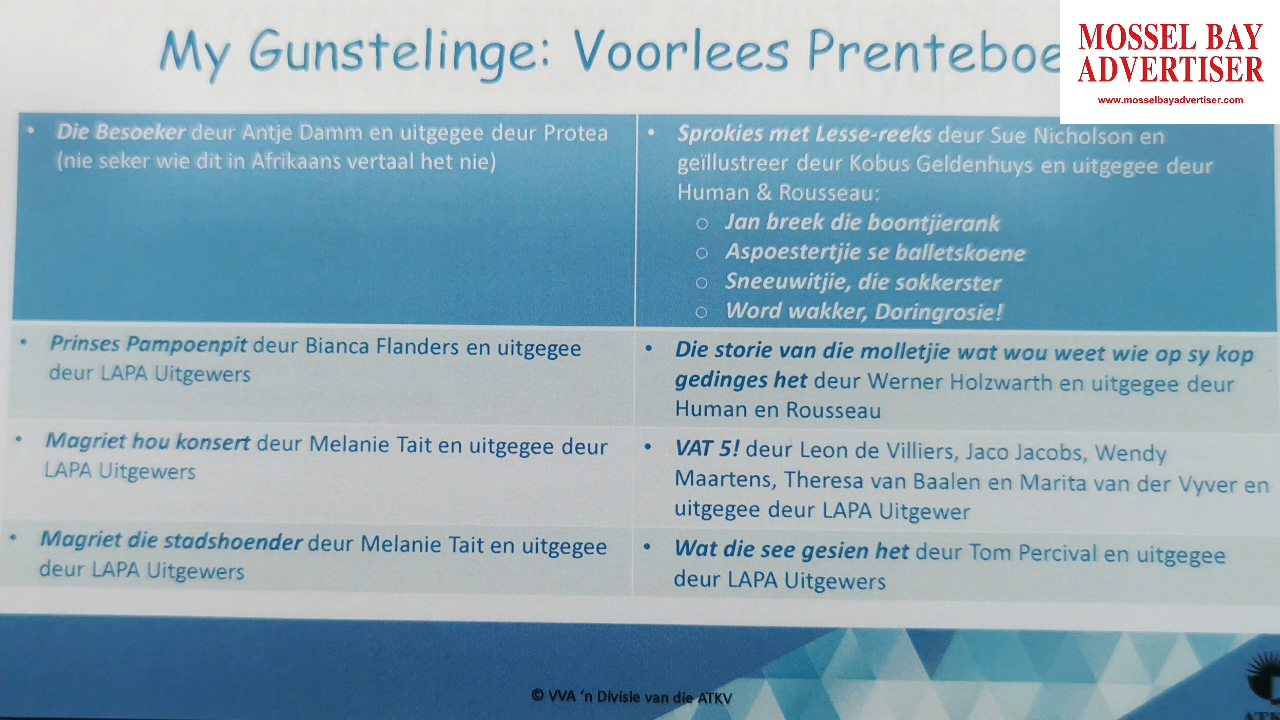 My Gunstelinge: Voorlees
MOSSEL BAY
ADVERTISER
www.mosselbayadvertiser.com
• Die Besoeker deur Antje Damm en uitgegee deur Protea
(nie seker wie dit in Afrikaans vertaal het nie)
• Sprokies met Lesse-reeks deur Sue Nicholson en
geïllustreer deur Kobus Geldenhuys en uitgegee deur
Human & Rousseau:
○ Jan breek die boontjierank
○ Aspoestertjie se balletskoene
○ Sneeuwitjie, die sokkerster
○ Word wakker, Doringrosie!
• Prinses Pampoenpit deur Bianca Flanders en uitgegee
deur LAPA Uitgewers
• Die storie van die molletjie wat wou weet wie op sy kop
gedinges het deur Werner Holzwarth en uitgegee deur
Human en Rousseau
• Magriet hou konsert deur Melanie Tait en uitgegee deur
LAPA Uitgewers
• VAT 5! deur Leon de Villiers, Jaco Jacobs, Wendy
Maartens, Theresa van Baalen en Marita van der Vyver en
uitgegee deur LAPA Uitgewer
• Magriet die stadshoender deur Melanie Tait en uitgegee
deur LAPA Uitgewers
• Wat die see gesien het deur Tom Percival en uitgegee
deur LAPA Uitgewers
© VVA 'n Divisie van die ATKV